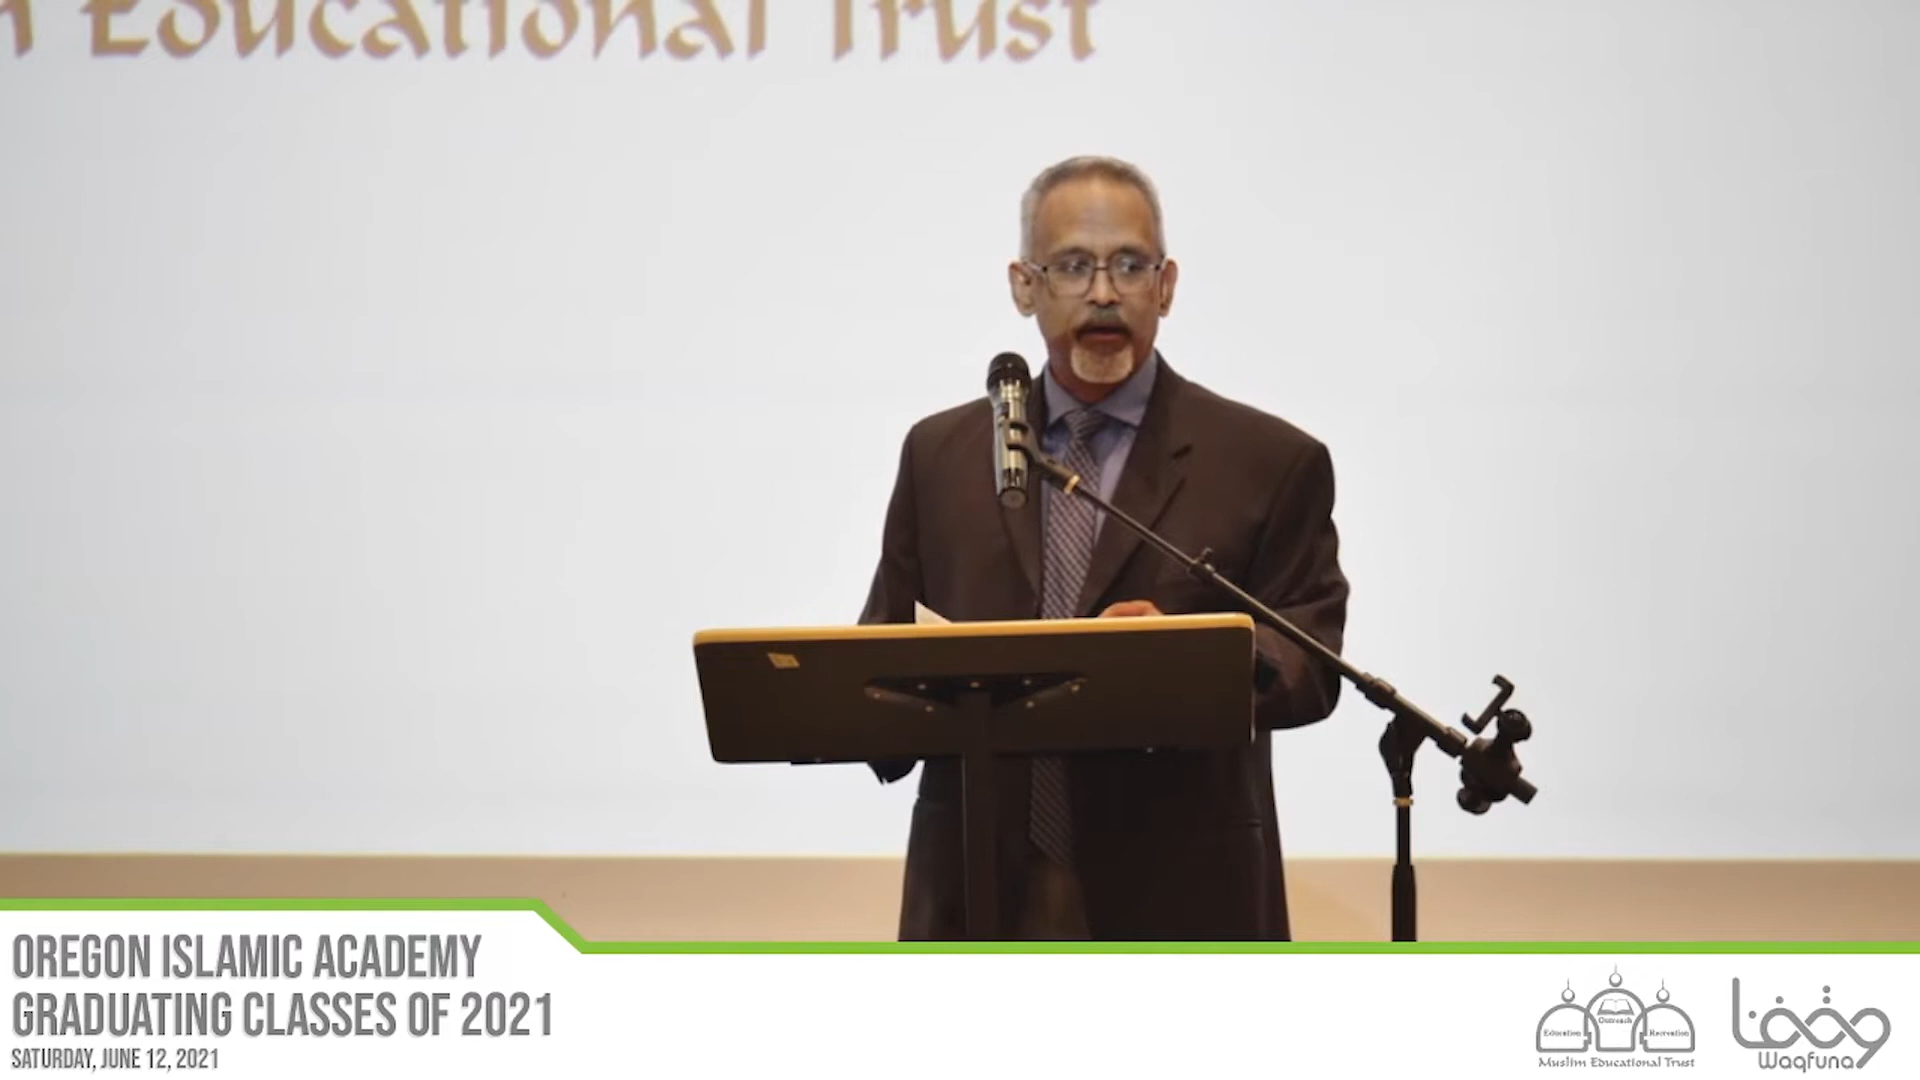 n Educational Trust
OREGON ISLAMIC ACADEMY
GRADUATING CLASSES OF 2021
SATURDAY, JUNE 12, 2021
Education
Outreach
Recreation
Muslim Educational Trust
وقفنا
Waqfuna